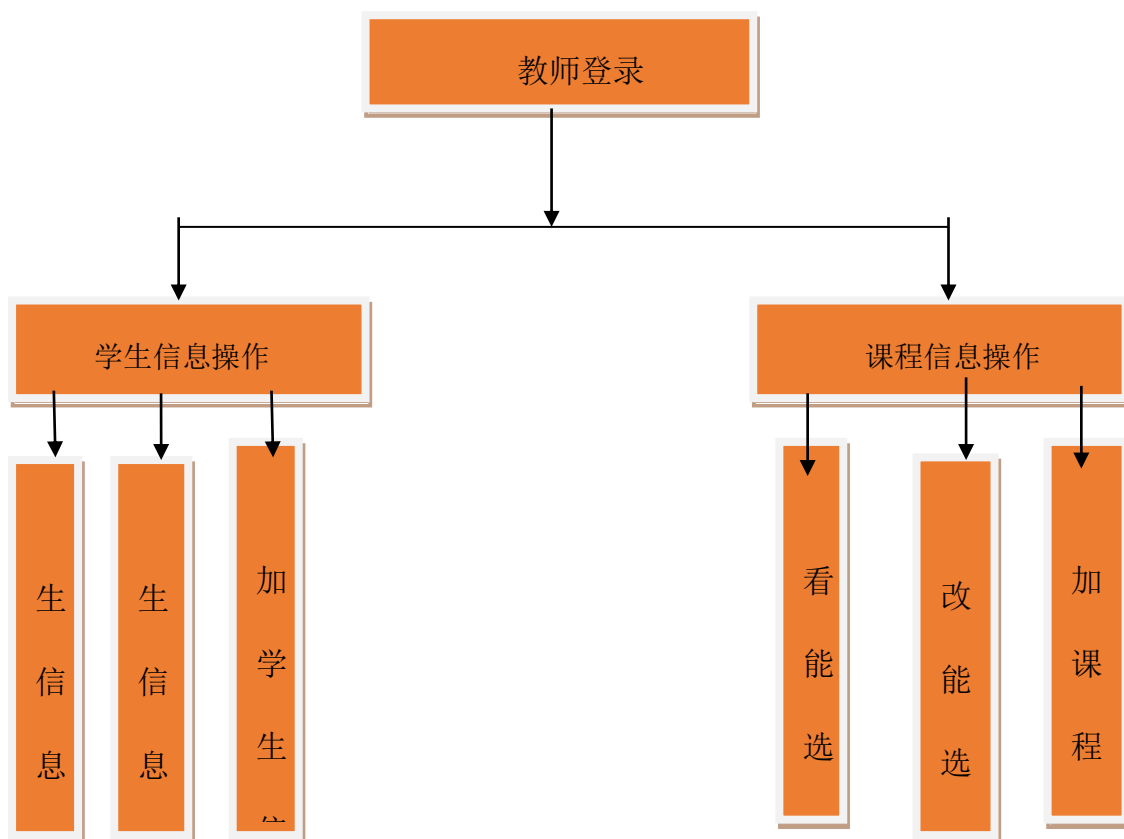 教师登录
学生信息操作
课程信息操作
生信息
生信息
加学生
看能选
改能选
加课程